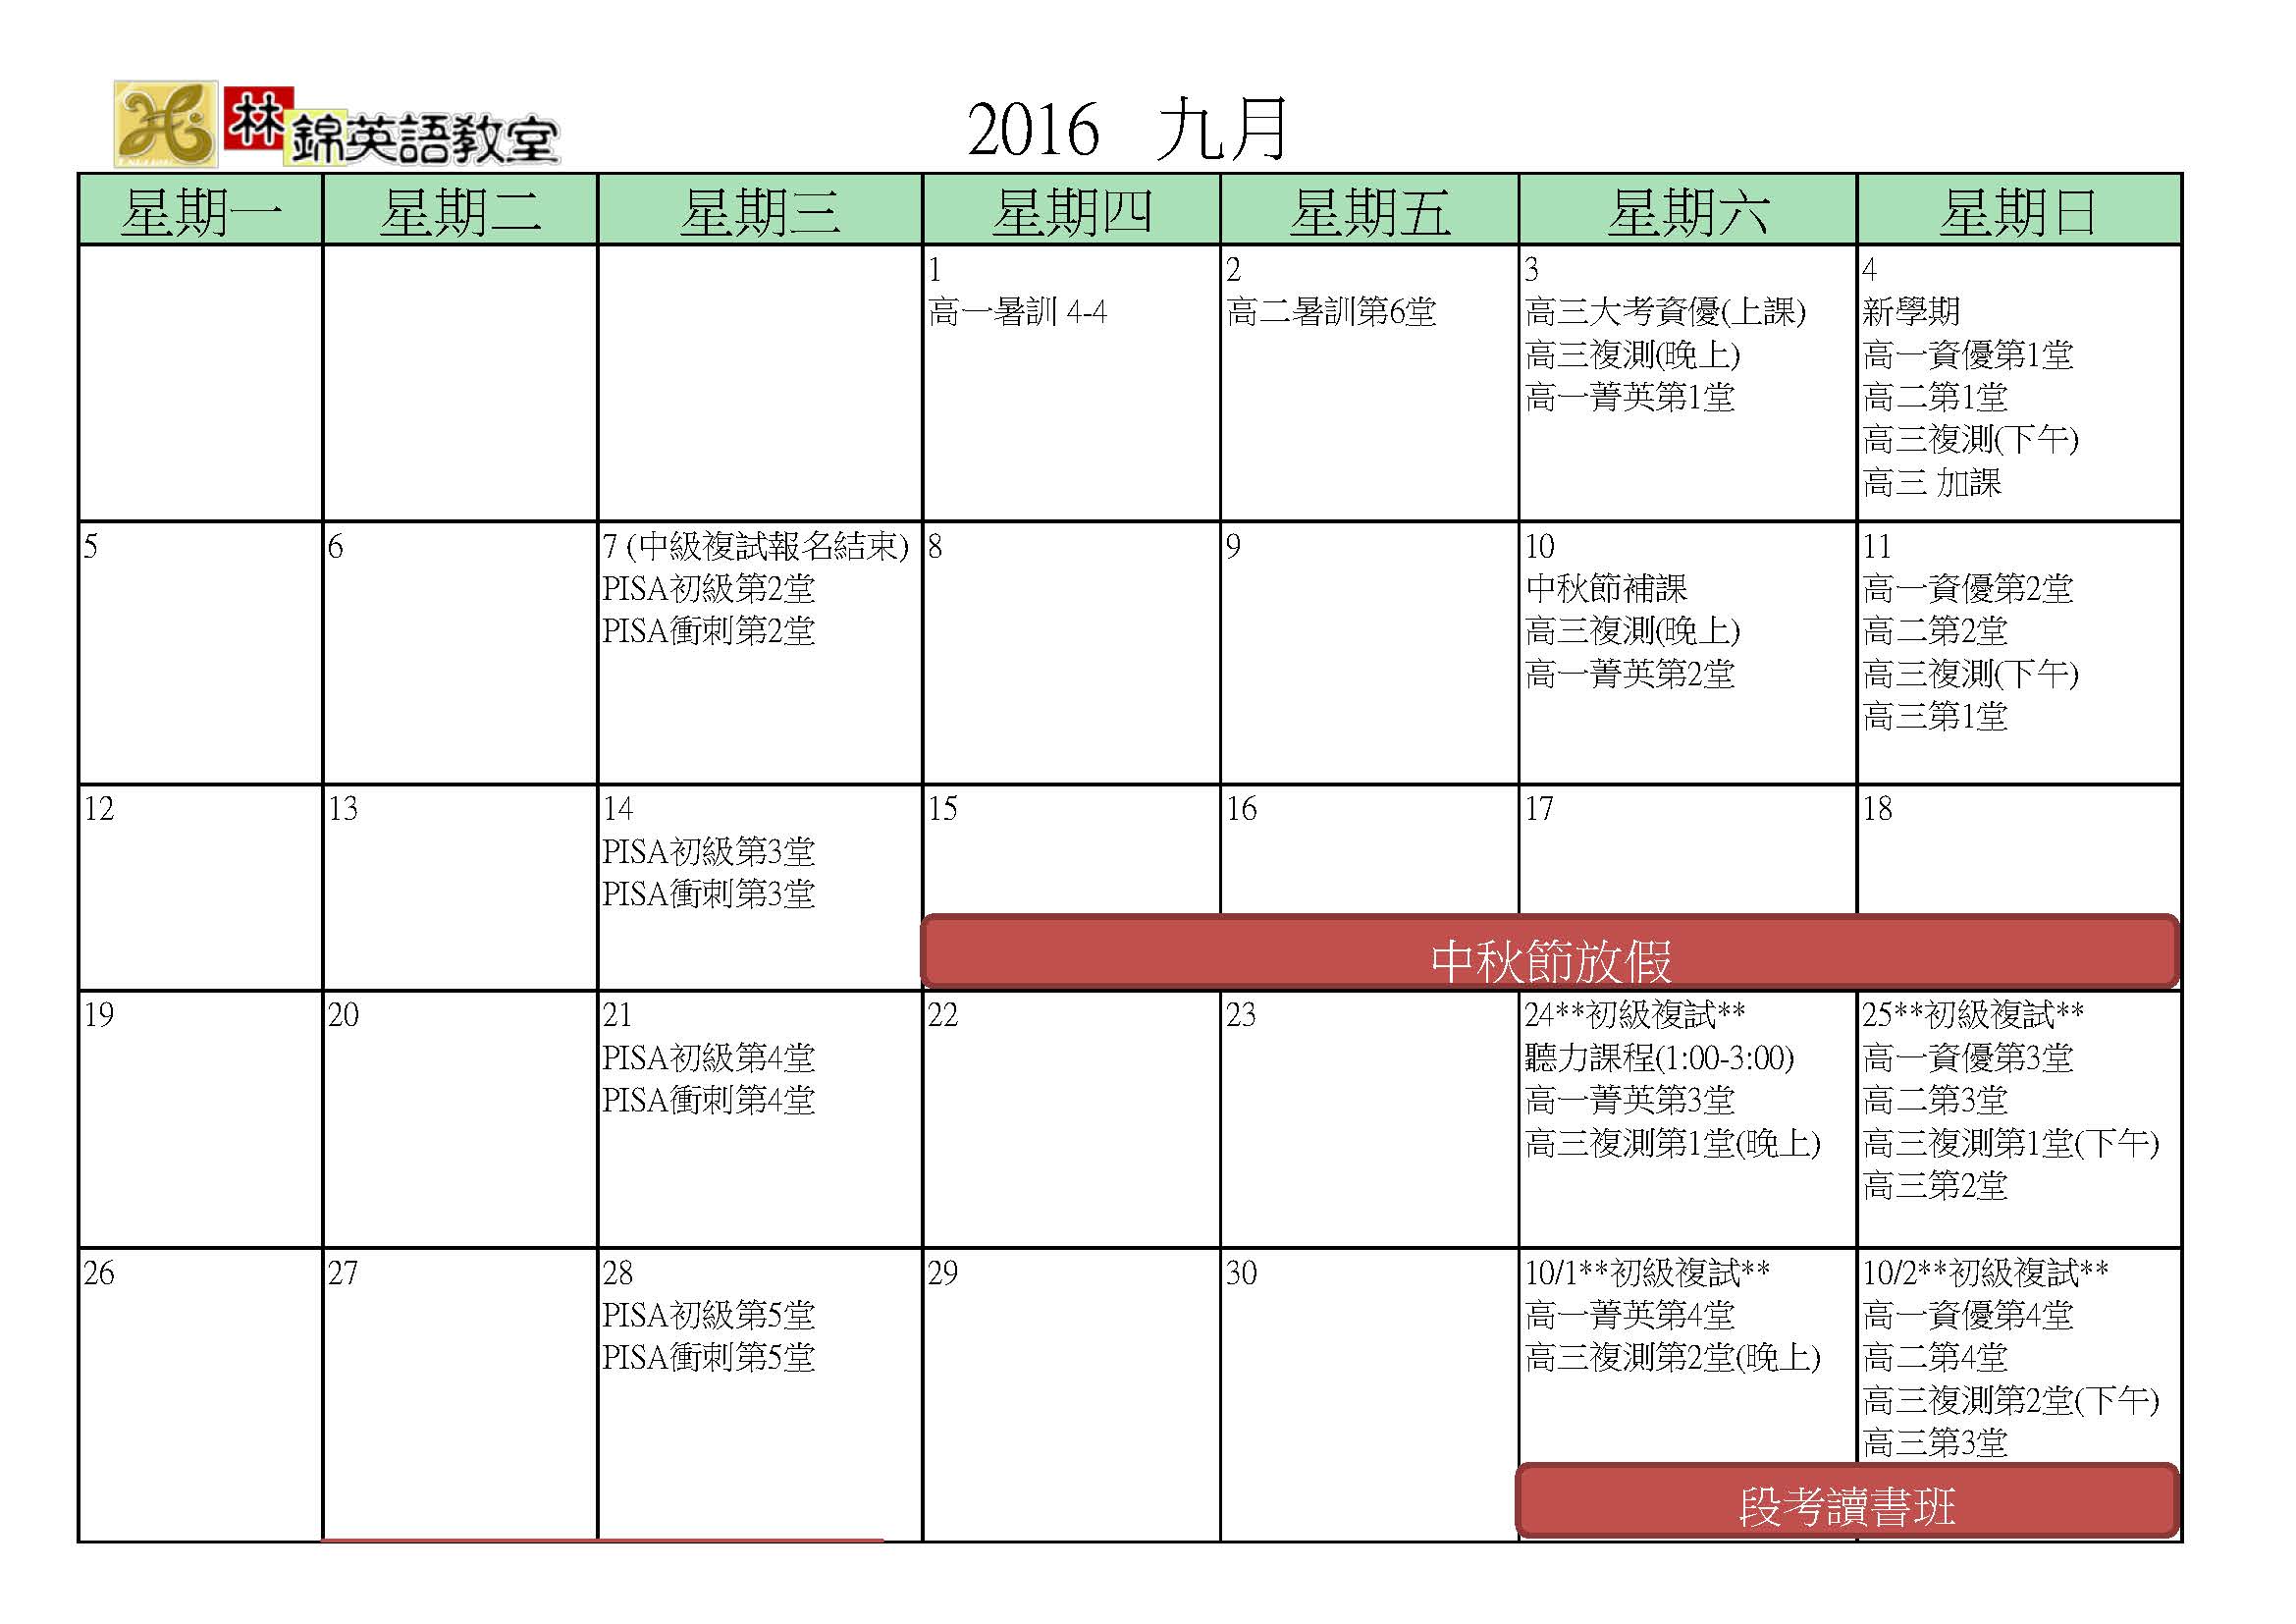 林錦英語教室
2016 九月
星期一 星期二 星期三 星期四 星期五 星期六 星期日
1
高一暑訓 4-4
2
高二暑訓第6堂
3
高三大考資優(上課)
高三複測(晚上)
高一菁英第1堂
4
新學期
高一資優第1堂
高二第1堂
高三複測(下午)
高三 加課
5
6
7 (中級複試報名結束)
PISA初級第2堂
PISA衝刺第2堂
8
9
10
中秋節補課
高三複測(晚上)
高一菁英第2堂
11
高一資優第2堂
高二第2堂
高三複測(下午)
高三第1堂
12
13
14
PISA初級第3堂
PISA衝刺第3堂
15
16
17
18
中秋節放假
19
20
21
PISA初級第4堂
PISA衝刺第4堂
22
23
24**初級複試**
聽力課程(1:00-3:00)
高一菁英第3堂
高三複測第1堂(晚上)
25**初級複試**
高一資優第3堂
高二第3堂
高三複測第1堂(下午)
高三第2堂
26
27
28
PISA初級第5堂
PISA衝刺第5堂
29
30
10/1**初級複試**
高一菁英第4堂
高三複測第2堂(晚上)
10/2**初級複試**
高一資優第4堂
高二第4堂
高三複測第2堂(下午)
高三第3堂
段考讀書班